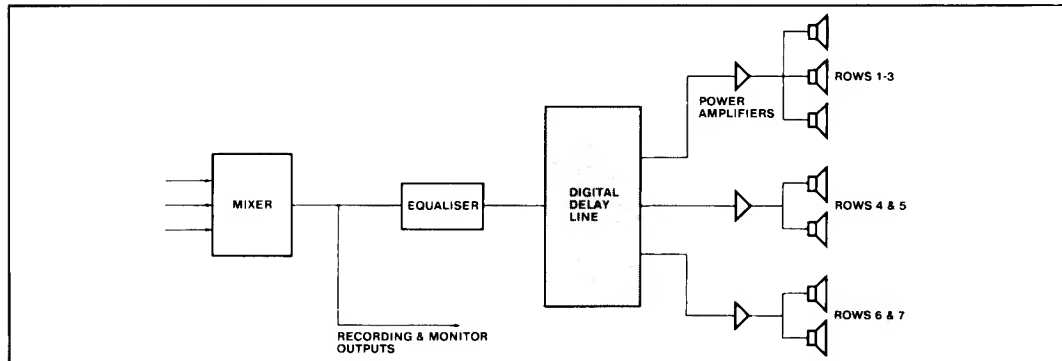 ROWS 1-3
POWER
AMPLIFIERS
MIXER
EQUALISER
DIGITAL
DELAY
LINE
ROWS 4 & 5
ROWS 6 & 7
RECORDING & MONITOR
OUTPUTS